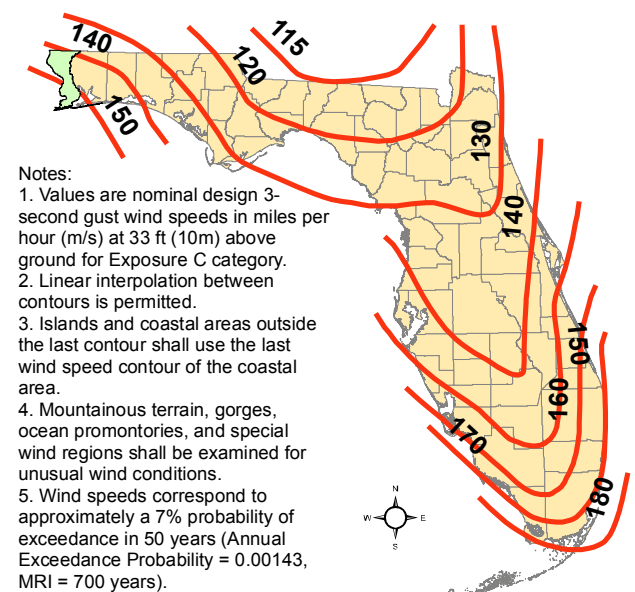 115
140
120
150
130
140
Notes:
1. Values are nominal design 3-
second gust wind speeds in miles per
hour (m/s) at 33 ft (10m) above
ground for Exposure C category.
2. Linear interpolation between
contours is permitted.
3. Islands and coastal areas outside
the last contour shall use the last
wind speed contour of the coastal
area.
4. Mountainous terrain, gorges,
ocean promontories, and special
wind regions shall be examined for
unusual wind conditions.
5. Wind speeds correspond to
approximately a 7% probability of
exceedance in 50 years (Annual
Exceedance Probability = 0.00143,
MRI = 700 years).
150
160
170
180
N
W E
S